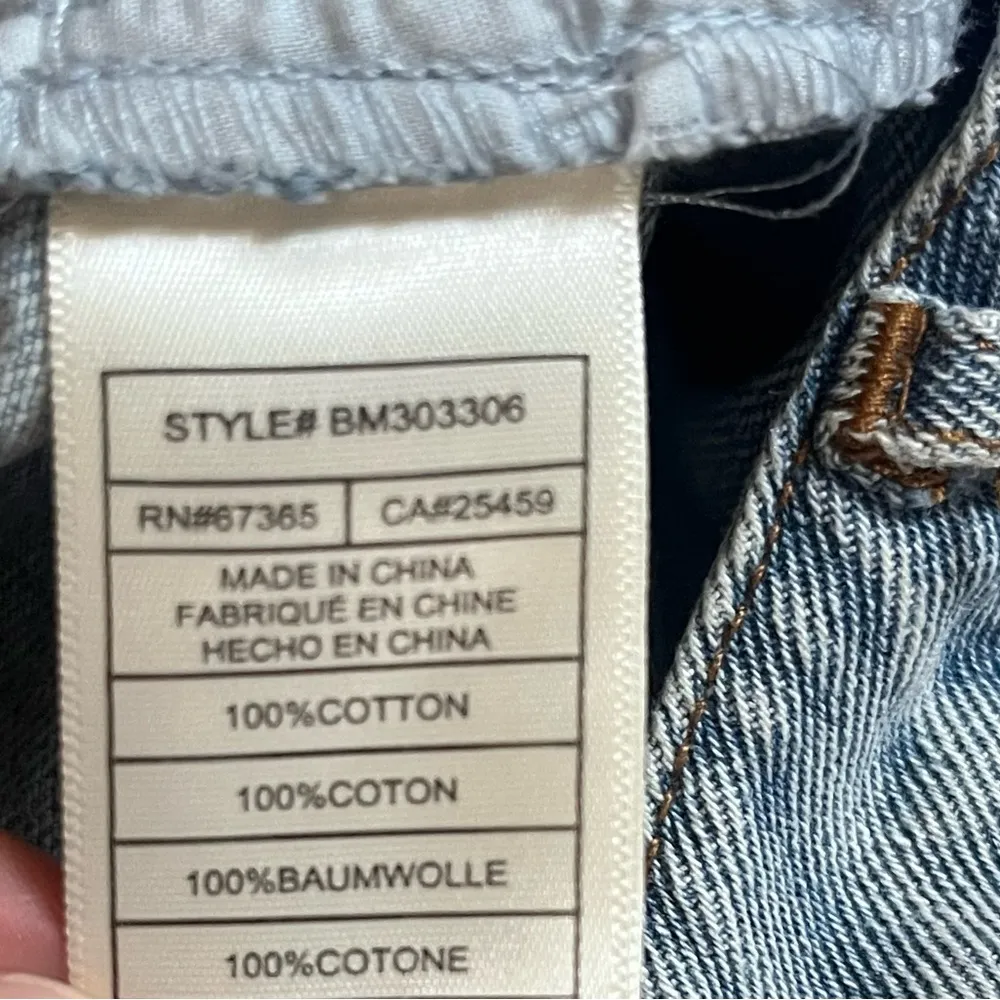 STYLE# BM303306
RN#67365 CA#25459
MADE IN CHINA
FABRIQUÉ EN CHINE
HECHO EN CHINA
100%COTTON
100%COTON
100%BAUMWOLLE
100%COTONE